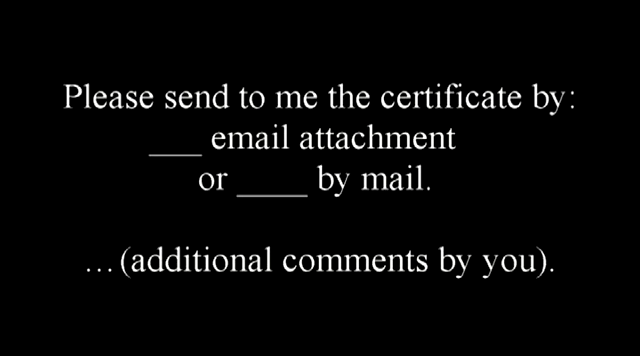 Please send to me the certificate by:
___ email attachment
or ____ by mail.
...(additional comments by you).